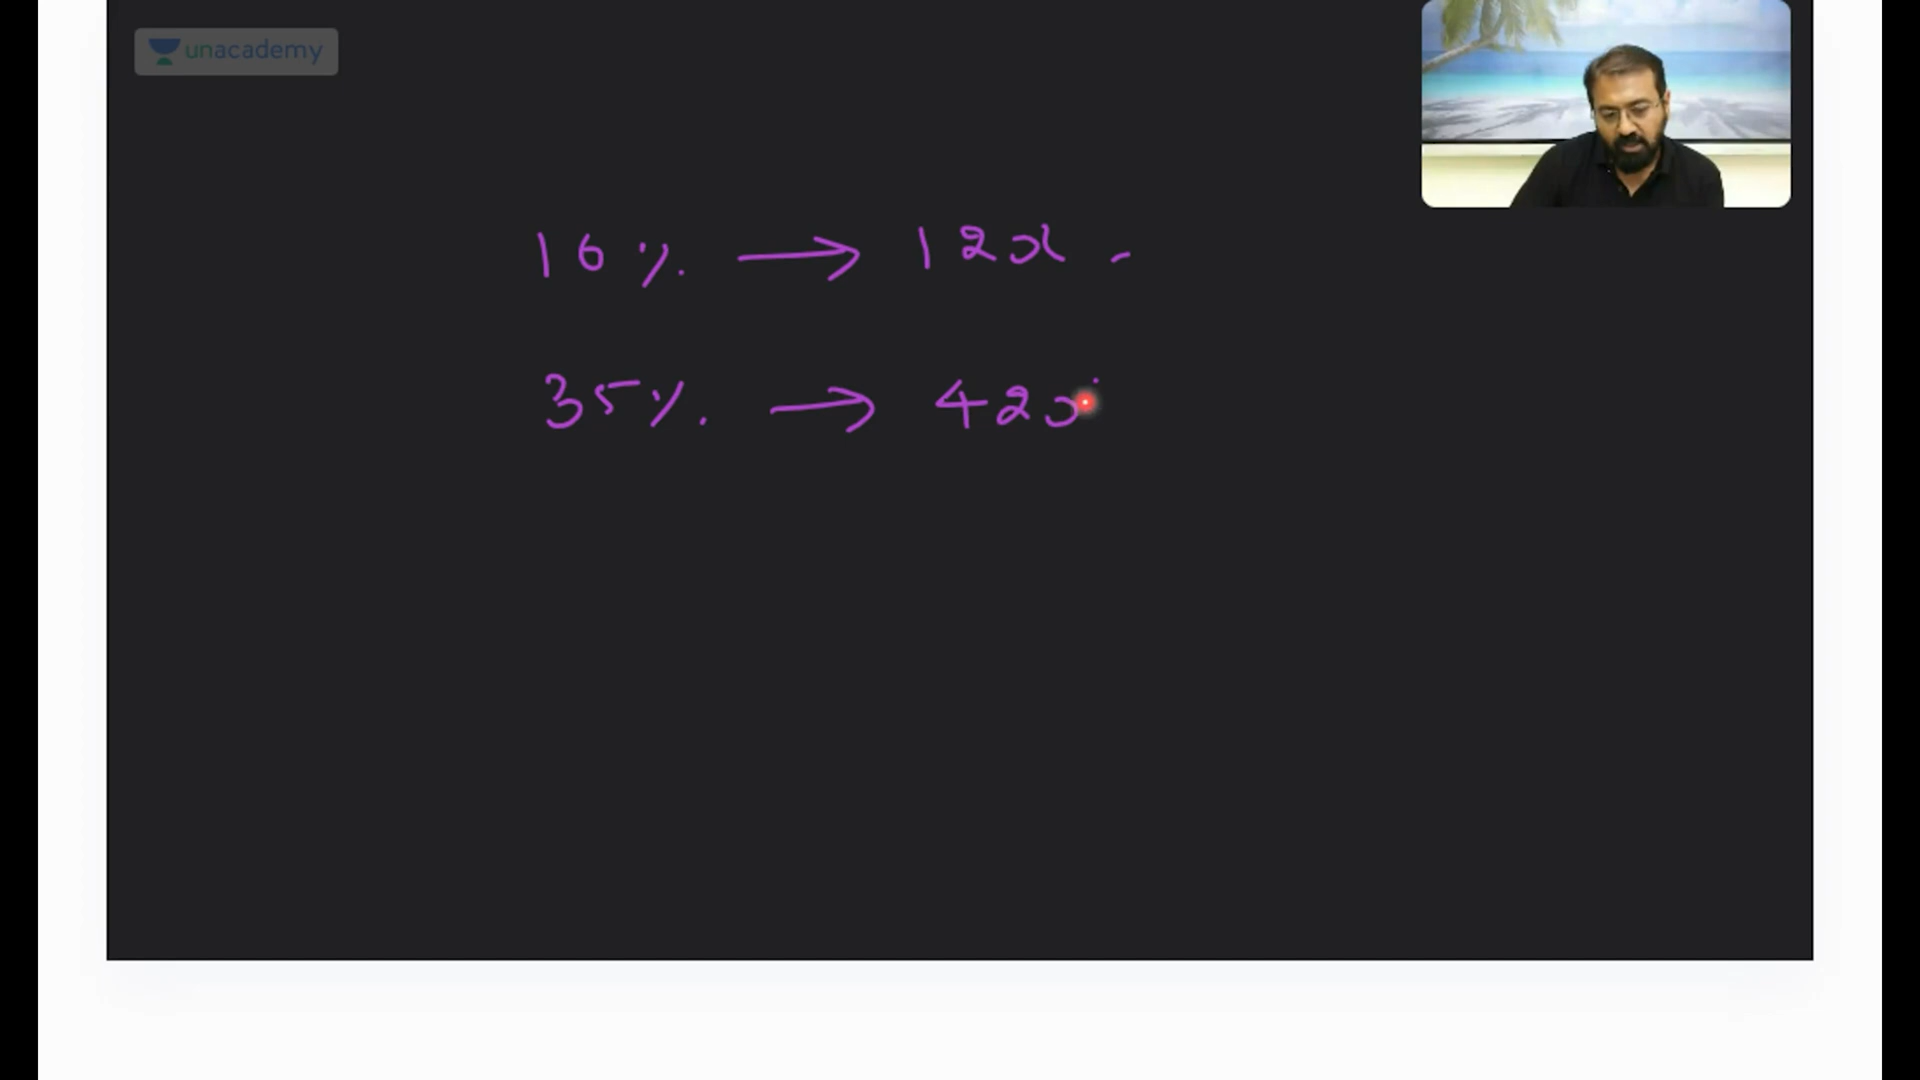 unacademy
16% → 12x -
35% → 42x